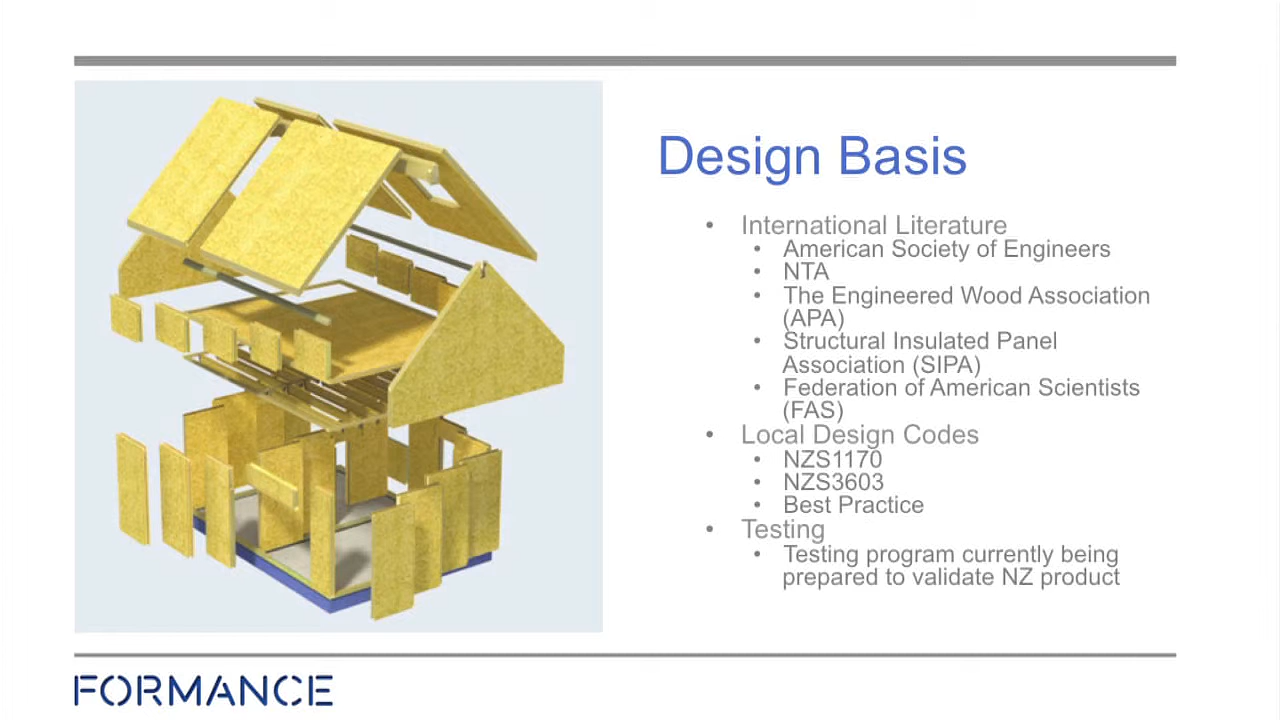 Design Basis
• International Literature
• American Society of Engineers
• NTA
• The Engineered Wood Association
(APA)
• Structural Insulated Panel
Association (SIPA)
• Federation of American Scientists
(FAS)
• Local Design Codes
• NZS1170
• NZS3603
• Best Practice
• Testing
• Testing program currently being
prepared to validate NZ product
FORMANCE